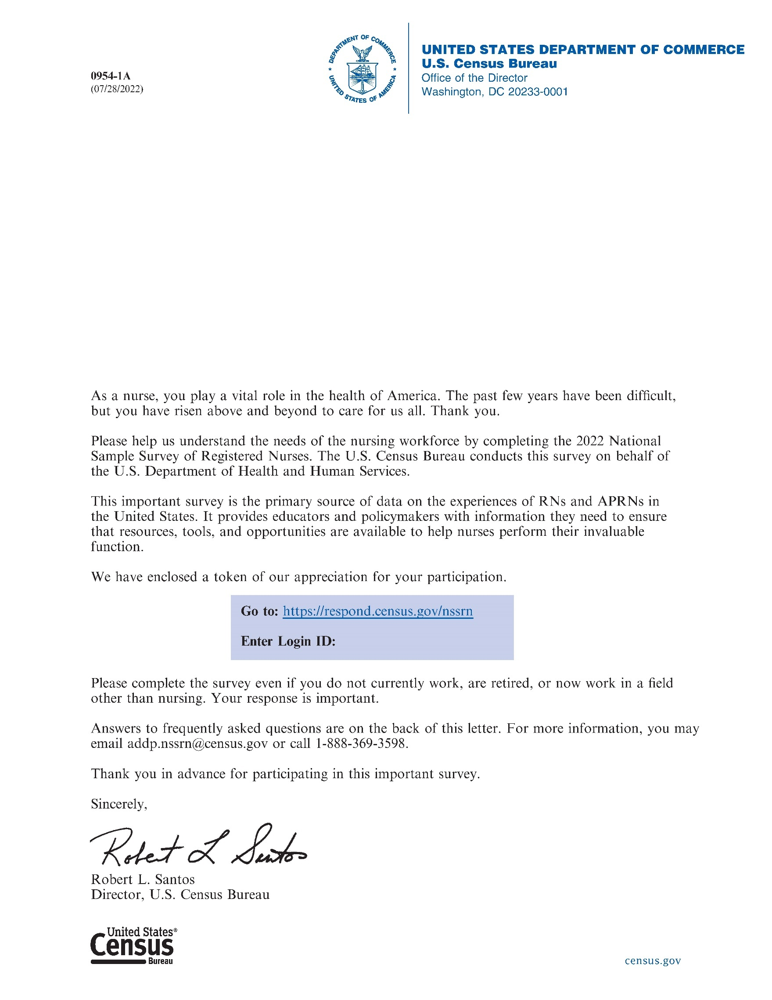 DEPARTMENT OF COMMERCE
UNITED STATES OF AMERICA
UNITED STATES DEPARTMENT OF COMMERCE
U.S. Census Bureau
Office of the Director
Washington, DC 20233-0001
0954-1A
(07/28/2022)
As a nurse, you play a vital role in the health of America. The past few years have been difficult,
but you have risen above and beyond to care for us all. Thank you.
Please help us understand the needs of the nursing workforce by completing the 2022 National
Sample Survey of Registered Nurses. The U.S. Census Bureau conducts this survey on behalf of
the U.S. Department of Health and Human Services.
This important survey is the primary source of data on the experiences of RNs and APRNs in
the United States. It provides educators and policymakers with information they need to ensure
that resources, tools, and opportunities are available to help nurses perform their invaluable
function.
We have enclosed a token of our appreciation for your participation.
Go to: https://respond.census.gov/nssrn
Enter Login ID:
Please complete the survey even if you do not currently work, are retired, or now work in a field
other than nursing. Your response is important.
Answers to frequently asked questions are on the back of this letter. For more information, you may
email addp.nssrn@census.gov or call 1-888-369-3598.
Thank you in advance for participating in this important survey.
Sincerely,
Robert L Santos
Robert L. Santos
Director, U.S. Census Bureau
United States®
Census
Bureau
census.gov